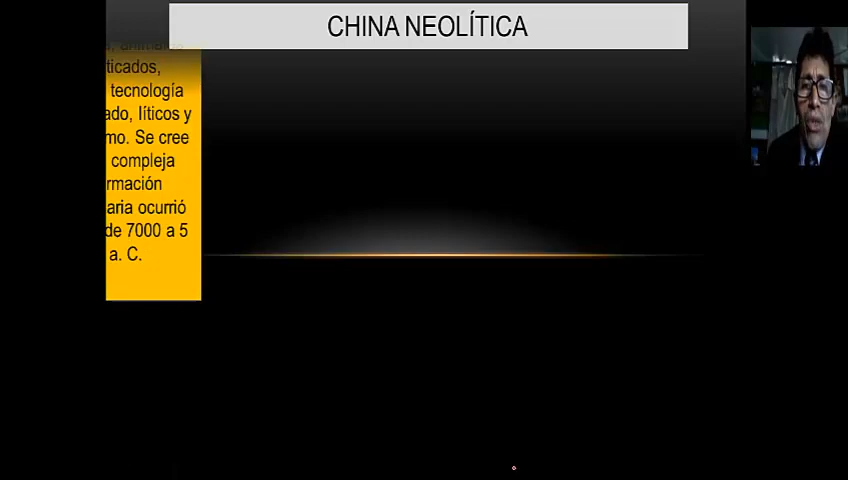 CHINA NEOLÍTICA
ticados,
tecnología
ado, líticos y
mo. Se cree
compleja
rmación
aria ocurrió
de 7000 a 5
a. C.